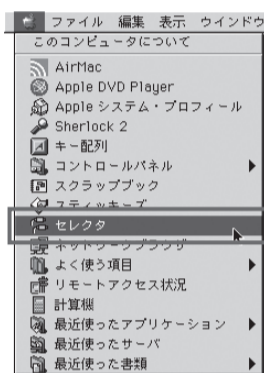 ファイル 編集 表示 ウインドウ
このコンピュータについて
AirMac
Apple DVD Player
Apple システム・プロフィール
Sherlock 2
キー配列
コントロールパネル
スクラップブック
スティッキーズ
セレクタ
ネットワークブラウザ
よく使う項目
リモートアクセス状況
計算機
最近使ったアプリケーション
最近使ったサーバ
最近使った書類